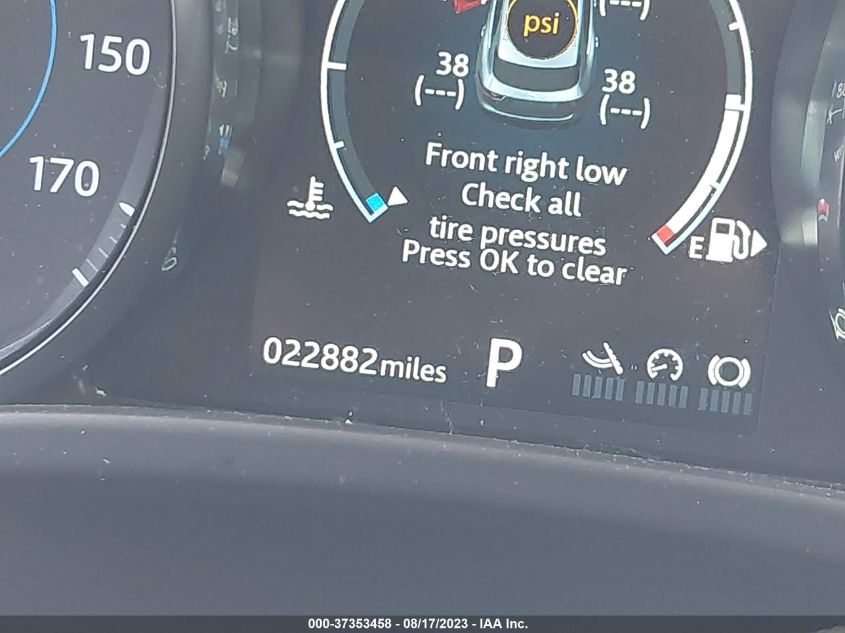 150
170
psi
(---)
38
38
(---)
(---)
Front right low
Check all
tire pressures
Press OK to clear
E
022882miles
P
000-37353458 - 08/17/2023 - IAA Inc.